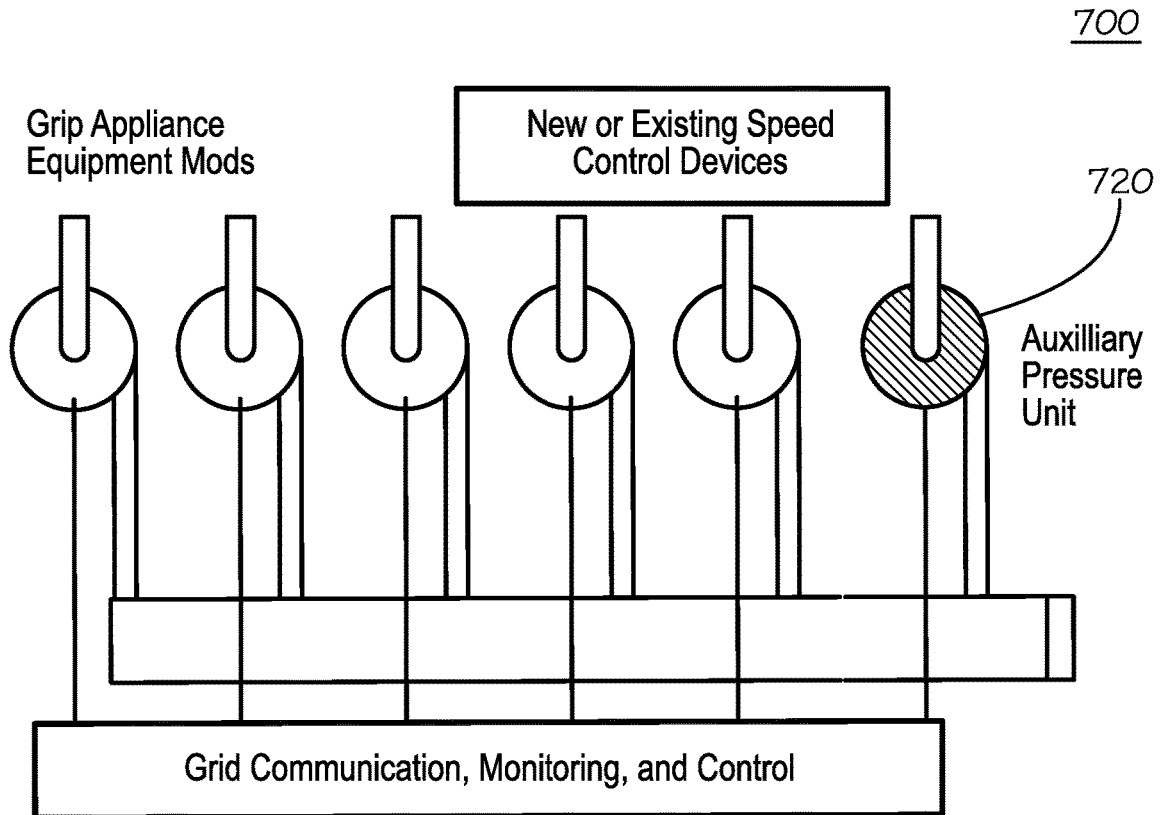 700
Grip Appliance
Equipment Mods
New or Existing Speed
Control Devices
720
Auxilliary
Pressure
Unit
Grid Communication, Monitoring, and Control